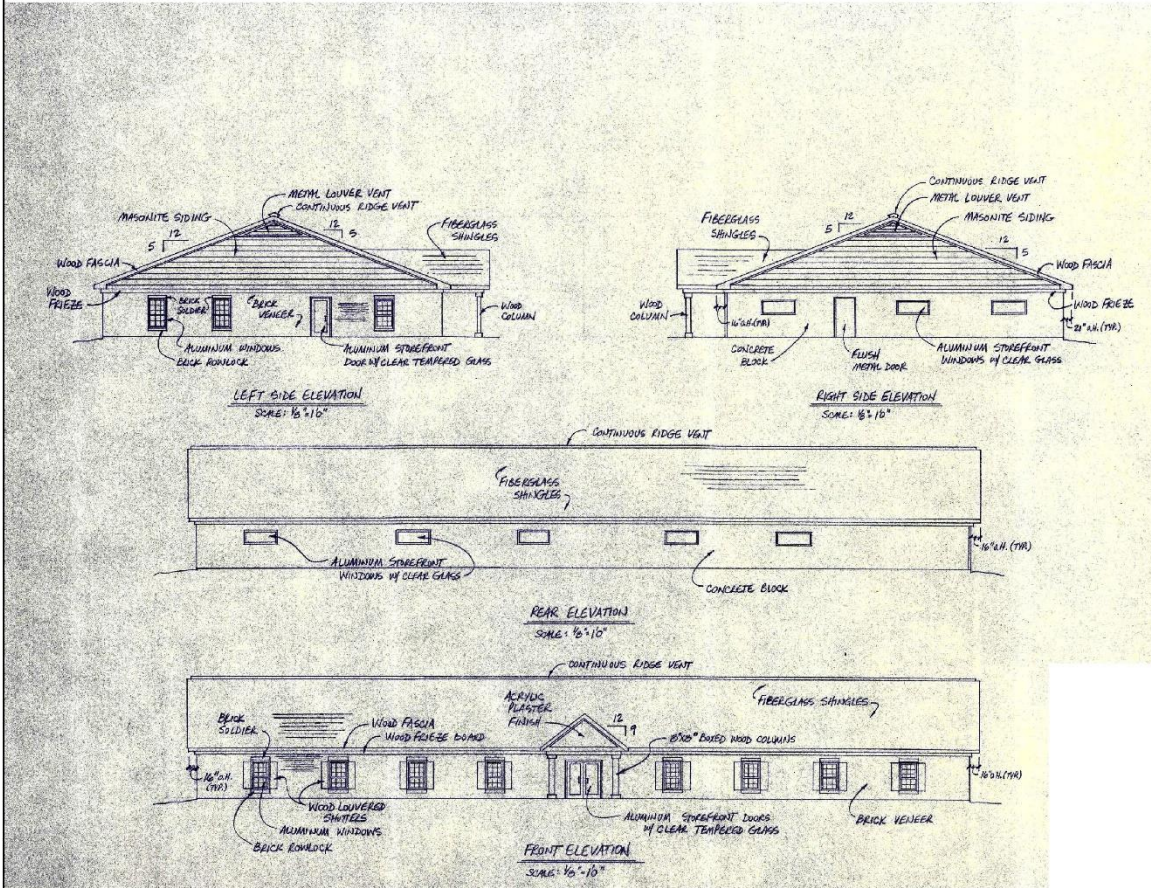 METAL LOUVER VENT
CONTINUOUS RIDGE VENT
MASONITE SIDING
12
5
12
5
FIBERGLASS
SHINGLES
WOOD FASCIA
WOOD
FRIEZE
BRICK
SOLDIER
BRICK
VENEER
WOOD
COLUMN
ALUMINUM WINDOWS
BRICK ROWLOCK
ALUMINUM STOREFRONT
DOOR W/ CLEAR TEMPERED GLASS
LEFT SIDE ELEVATION
SCALE: 1/8"=1'0"
CONTINUOUS RIDGE VENT
METAL LOUVER VENT
MASONITE SIDING
FIBERGLASS
SHINGLES
12
5
12
5
WOOD FASCIA
WOOD FRIEZE
WOOD
COLUMN
16" O.H. (TYP.)
21" O.H. (TYP.)
CONCRETE
BLOCK
FLUSH
METAL DOOR
ALUMINUM STOREFRONT
WINDOWS W/ CLEAR GLASS
RIGHT SIDE ELEVATION
SCALE: 1/8"=1'0"
CONTINUOUS RIDGE VENT
FIBERGLASS
SHINGLES
16" O.H. (TYP.)
ALUMINUM STOREFRONT
WINDOWS W/ CLEAR GLASS
CONCRETE BLOCK
REAR ELEVATION
SCALE: 1/8"=1'0"
CONTINUOUS RIDGE VENT
ACRYLIC
PLASTER
FINISH
12
9
FIBERGLASS SHINGLES
BRICK
SOLDIER
WOOD FASCIA
WOOD FRIEZE BOARD
8"X8" BOXED WOOD COLUMNS
16" O.H.
(TYP.)
16" O.H. (TYP.)
WOOD LOUVERED
SHUTTERS
ALUMINUM WINDOWS
BRICK ROWLOCK
ALUMINUM STOREFRONT DOORS
W/ CLEAR TEMPERED GLASS
BRICK VENEER
FRONT ELEVATION
SCALE: 1/8"=1'0"